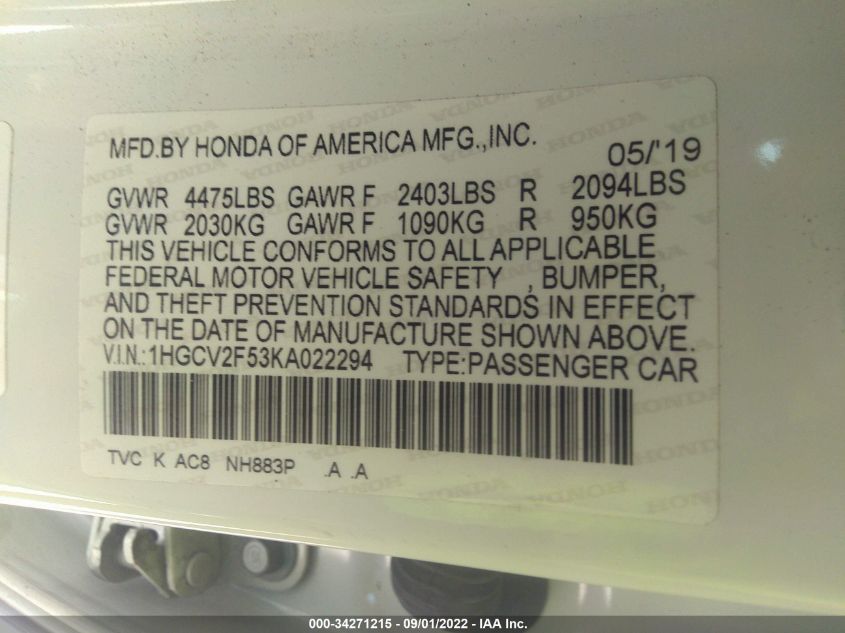 MFD.BY HONDA OF AMERICA MFG.,INC. 05/'19
GVWR 4475LBS GAWR F 2403LBS R 2094LBS
GVWR 2030KG GAWR F 1090KG R 950KG
THIS VEHICLE CONFORMS TO ALL APPLICABLE
FEDERAL MOTOR VEHICLE SAFETY , BUMPER,
AND THEFT PREVENTION STANDARDS IN EFFECT
ON THE DATE OF MANUFACTURE SHOWN ABOVE.
V.I.N.:1HGCV2F53KA022294 TYPE:PASSENGER CAR
TVC K AC8 NH883P .A .A
000-34271215 - 09/01/2022 - IAA Inc.